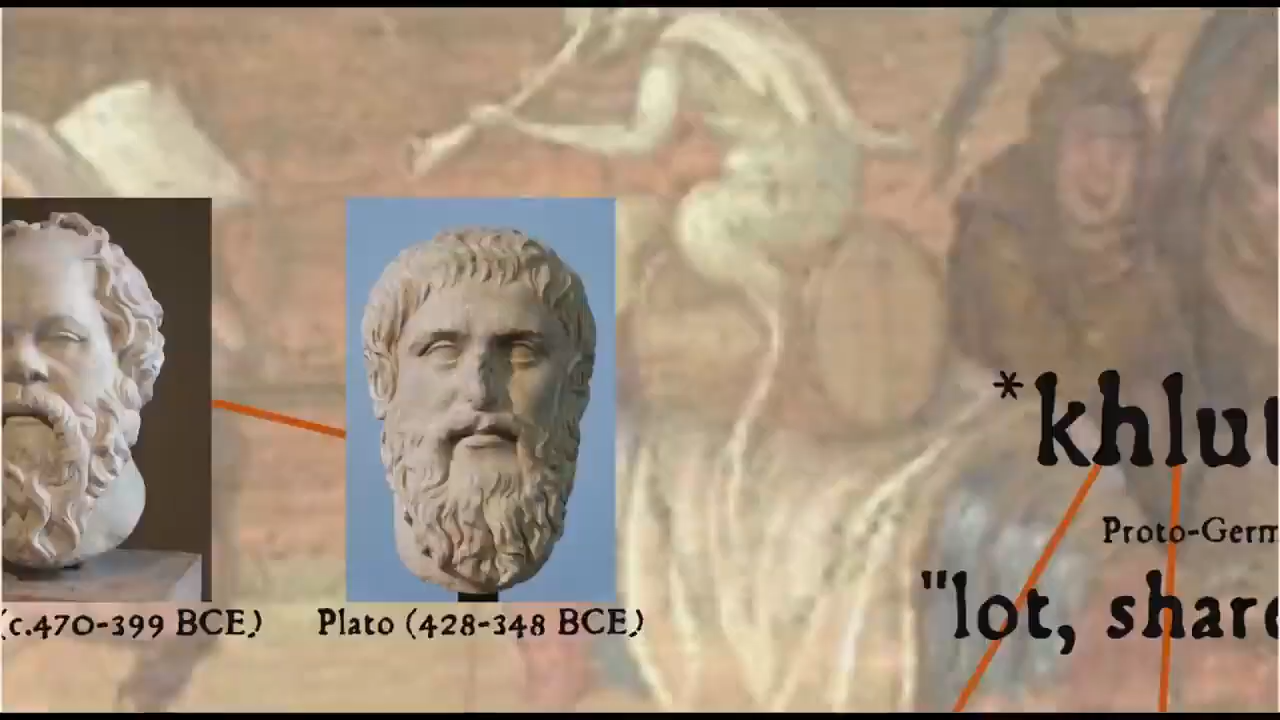 (c.470-399 BCE)
Plato (428-348 BCE)
*khlut
Proto-Germ
"lot, share